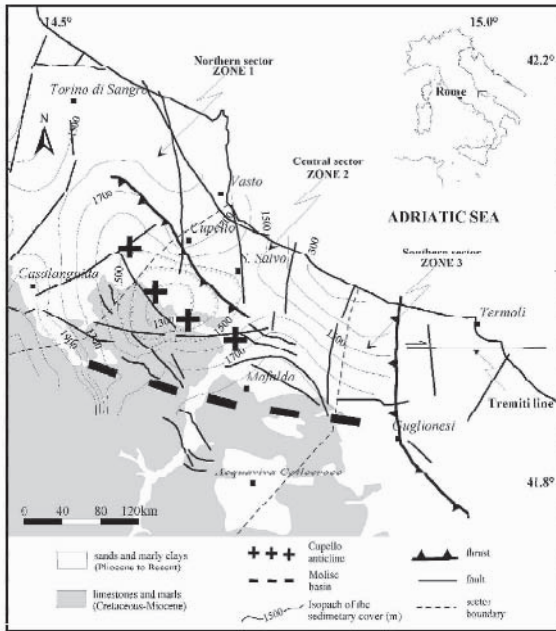 14.5°
15.0°
42.2°
Northern sector
ZONE 1
Torino di Sangro
Rome
N
1700
Vasto
Central sector
ZONE 2
1500
ADRIATIC SEA
Cupello
S. Salvo
Southern sector
ZONE 3
Casalanguida
1500
1300
1500
1700
Termoli
Mafalda
Tremiti line
Guglionesi
Acquaviva Collecroce
41.8°
0 40 80 120km
sands and marly clays
(Pliocene to Recent)
limestones and marls
(Cretaceous-Miocene)
Cupello
anticline
Molise
basin
1500
Isopach of the
sedimetary cover (m)
thrust
fault
sector
boundary